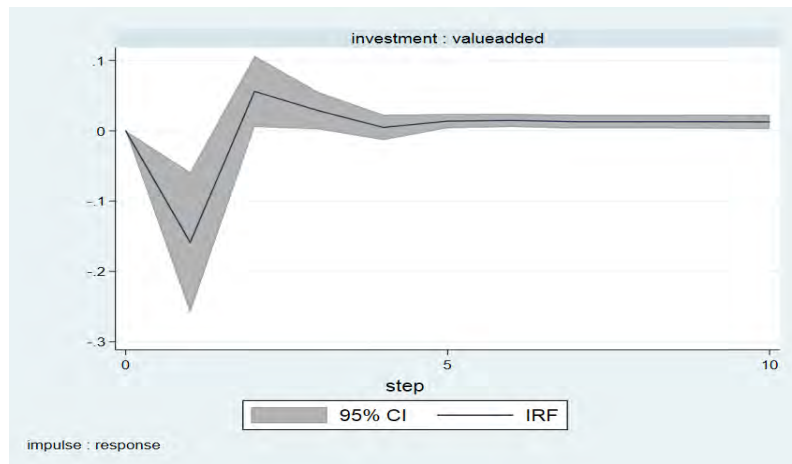 investment : valueadded
.1
0
-.1
-.2
-.3
0 5 10
step
95% CI IRF
impulse : response